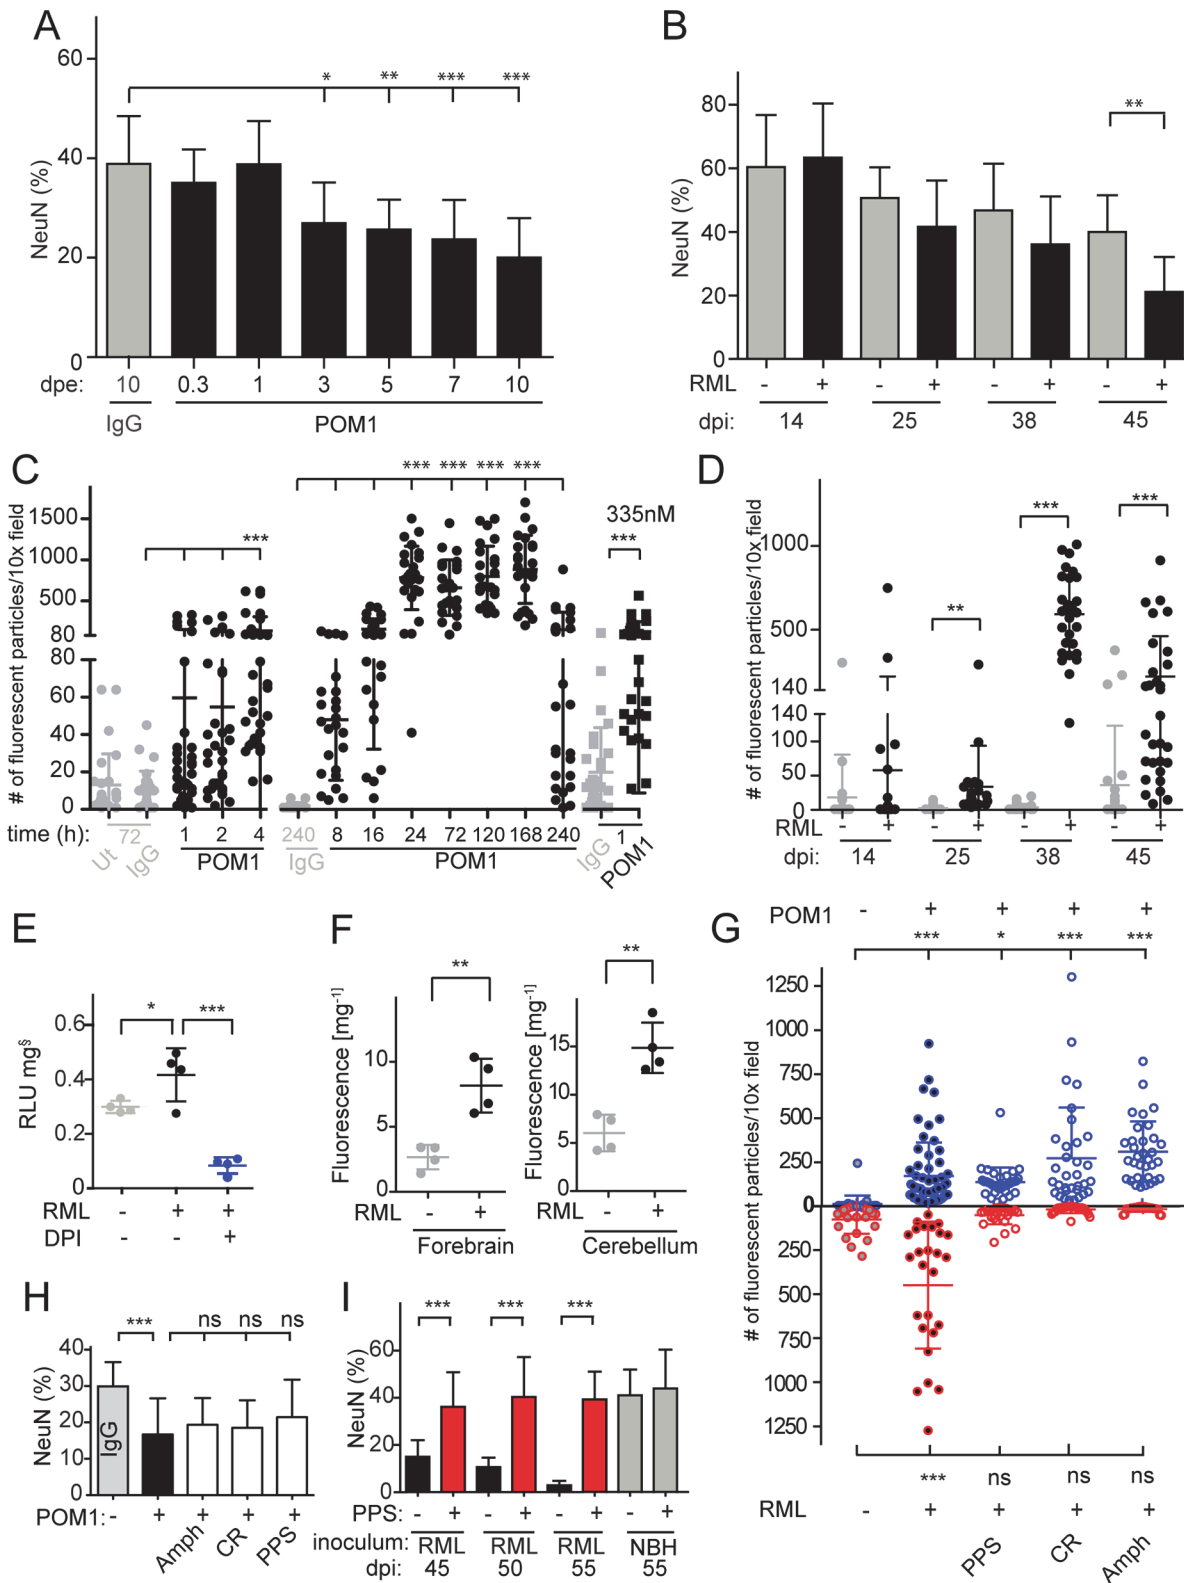 A
NeuN (%)
60
40
20
0
* ** *** ***
dpe: 10 0.3 1 3 5 7 10
IgG POM1
B
NeuN (%)
80
60
40
20
0
**
RML - + - + - + - +
dpi: 14 25 38 45
C
# of fluorescent particles/10x field
1500
1000
500
80
80
60
40
20
0
***
*** *** *** ***
335nM
***
time (h): 72 1 2 4 240 8 16 24 72 120 168 240 1
Ut IgG POM1 IgG POM1 IgG POM1
D
# of fluorescent particles/10x field
1000
500
140
140
100
50
0
** *** ***
RML - + - + - + - +
dpi: 14 25 38 45
E
RLU mg§
0.6
0.4
0.2
0
* ***
RML - + +
DPI - - +
F
Fluorescence [mg-1]
10
5
0
**
RML - +
Forebrain
Fluorescence [mg-1]
15
10
5
0
**
RML - +
Cerebellum
G
POM1 - + + + +
*** * *** ***
# of fluorescent particles/10x field
1250
1000
750
500
250
0
250
500
750
1000
1250
*** ns ns ns
RML - + + + +
PPS CR Amph
H
NeuN (%)
40
30
20
10
0
*** ns ns ns
IgG
POM1: - + + + +
Amph CR PPS
I
NeuN (%)
60
40
20
0
*** *** ***
PPS: - + - + - + - +
inoculum: RML RML RML NBH
dpi: 45 50 55 55